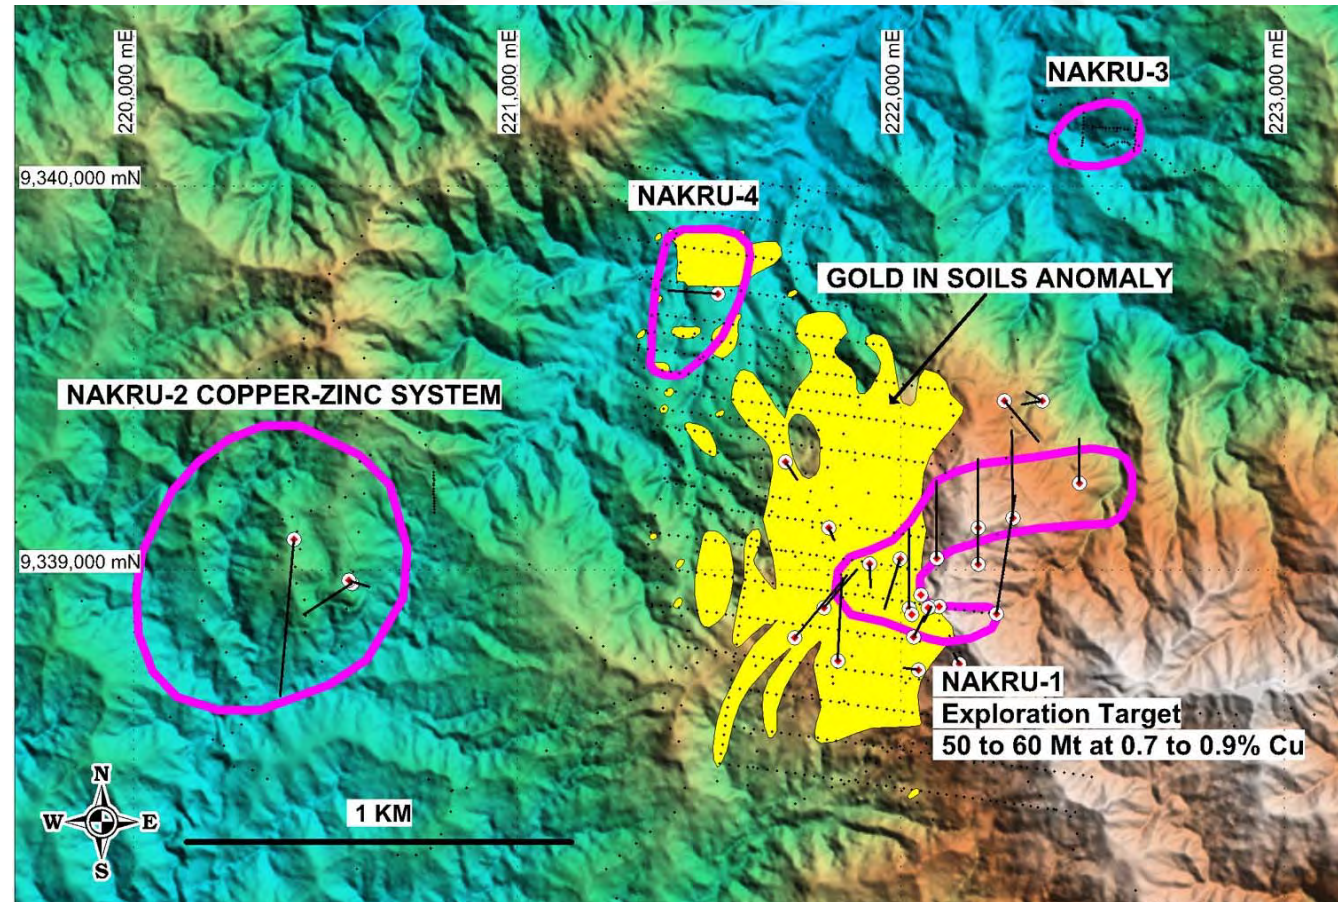 220,000 mE
221,000 mE
222,000 mE
223,000 mE
NAKRU-3
9,340,000 mN
NAKRU-4
GOLD IN SOILS ANOMALY
NAKRU-2 COPPER-ZINC SYSTEM
9,339,000 mN
NAKRU-1
Exploration Target
50 to 60 Mt at 0.7 to 0.9% Cu
N
W
E
S
1 KM